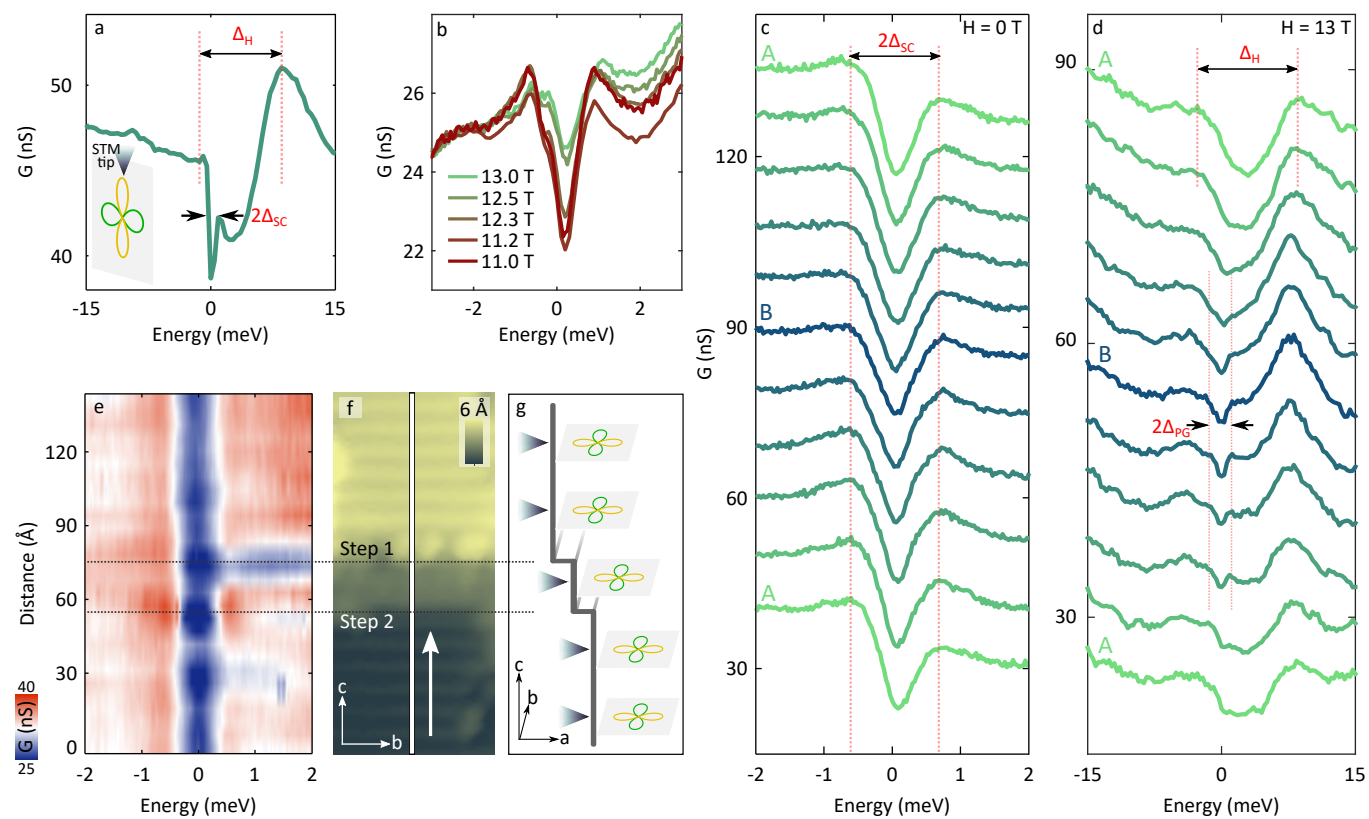 a
Δ_H
50
40
G (nS)
STM
tip
2Δ_SC
-15
0
15
Energy (meV)
b
26
24
22
G (nS)
13.0 T
12.5 T
12.3 T
11.2 T
11.0 T
-2
0
2
Energy (meV)
c
H = 0 T
2Δ_SC
A
B
A
120
90
60
30
G (nS)
-2
-1
0
1
2
Energy (meV)
d
H = 13 T
Δ_H
A
B
2Δ_PG
A
90
60
30
-15
0
15
Energy (meV)
e
120
90
60
30
0
Distance (Å)
40
G (nS)
25
-2
-1
0
1
2
Energy (meV)
f
6 Å
Step 1
Step 2
c
b
g
c
b
a